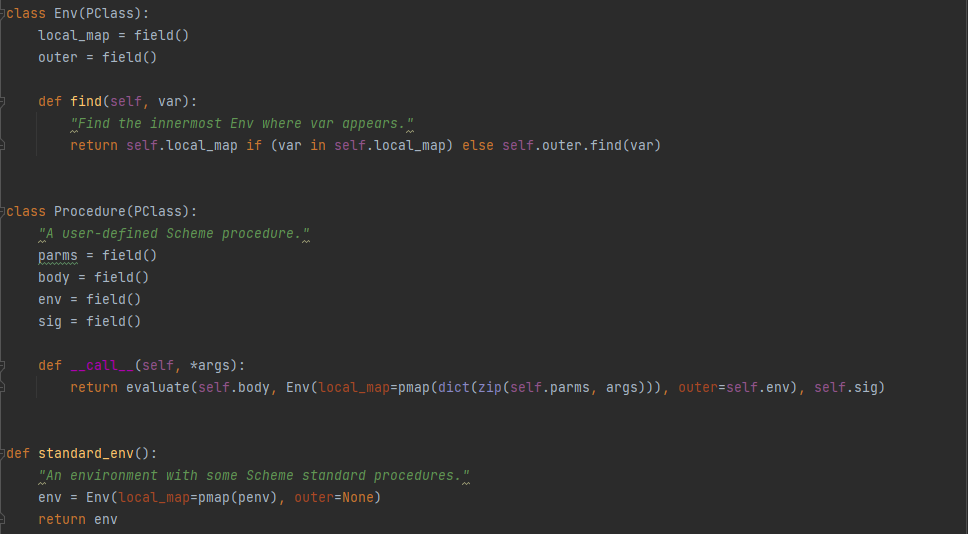 class Env(PClass):
    local_map = field()
    outer = field()

    def find(self, var):
        "Find the innermost Env where var appears."
        return self.local_map if (var in self.local_map) else self.outer.find(var)


class Procedure(PClass):
    "A user-defined Scheme procedure."
    parms = field()
    body = field()
    env = field()
    sig = field()

    def __call__(self, *args):
        return evaluate(self.body, Env(local_map=pmap(dict(zip(self.parms, args))), outer=self.env), self.sig)


def standard_env():
    "An environment with some Scheme standard procedures."
    env = Env(local_map=pmap(penv), outer=None)
    return env